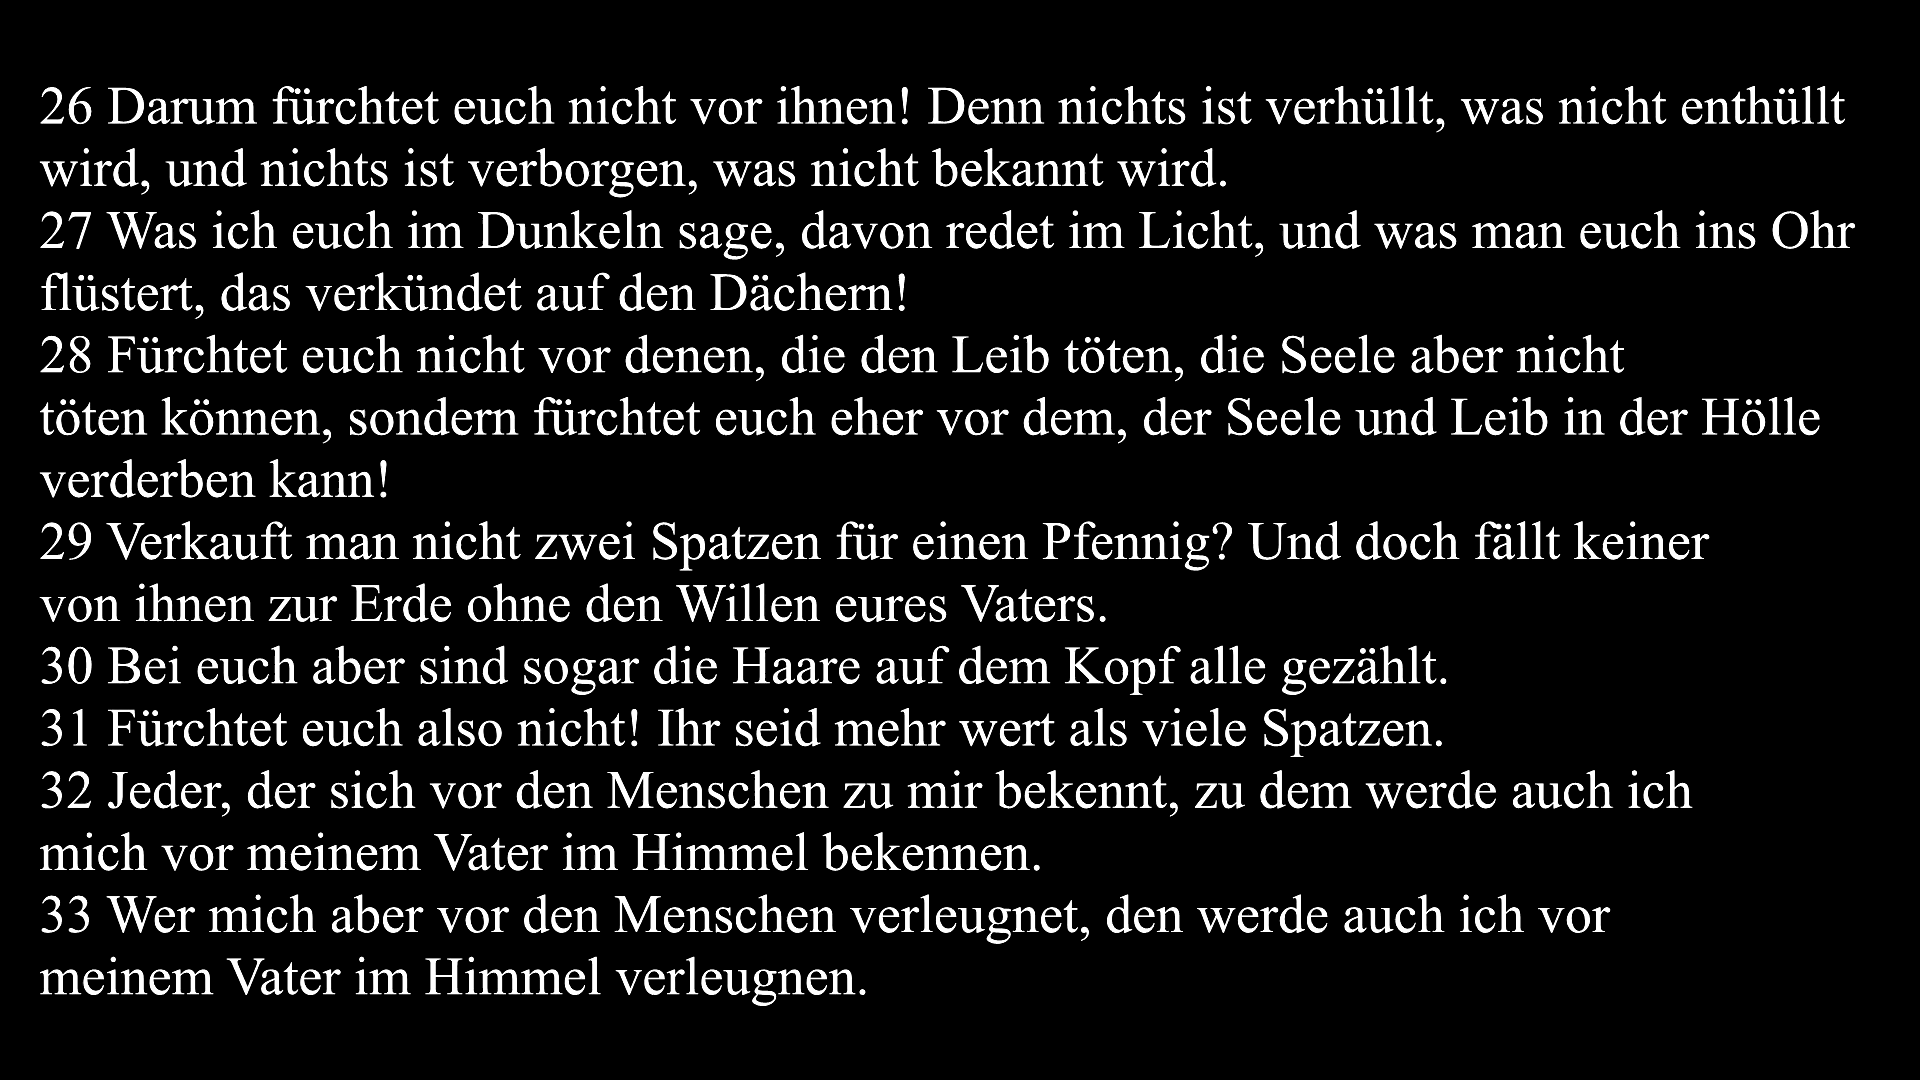 26 Darum fürchtet euch nicht vor ihnen! Denn nichts ist verhüllt, was nicht enthüllt
wird, und nichts ist verborgen, was nicht bekannt wird.
27 Was ich euch im Dunkeln sage, davon redet im Licht, und was man euch ins Ohr
flüstert, das verkündet auf den Dächern!
28 Fürchtet euch nicht vor denen, die den Leib töten, die Seele aber nicht
töten können, sondern fürchtet euch eher vor dem, der Seele und Leib in der Hölle
verderben kann!
29 Verkauft man nicht zwei Spatzen für einen Pfennig? Und doch fällt keiner
von ihnen zur Erde ohne den Willen eures Vaters.
30 Bei euch aber sind sogar die Haare auf dem Kopf alle gezählt.
31 Fürchtet euch also nicht! Ihr seid mehr wert als viele Spatzen.
32 Jeder, der sich vor den Menschen zu mir bekennt, zu dem werde auch ich
mich vor meinem Vater im Himmel bekennen.
33 Wer mich aber vor den Menschen verleugnet, den werde auch ich vor
meinem Vater im Himmel verleugnen.